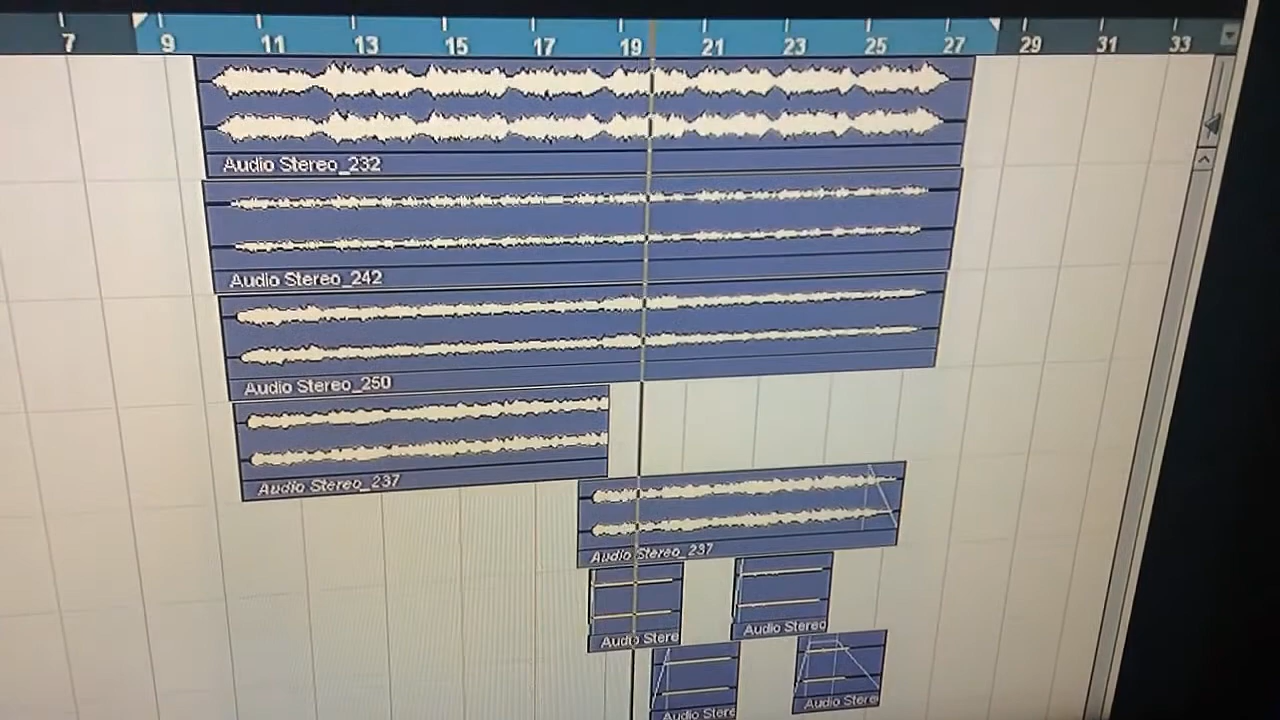 7 9 11 13 15 17 19 21 23 25 27 29 31 33
Audio Stereo_232
Audio Stereo_242
Audio Stereo_250
Audio Stereo_237
Audio Stereo_237
Audio Stere Audio Stereo
Audio Stere Audio Stere